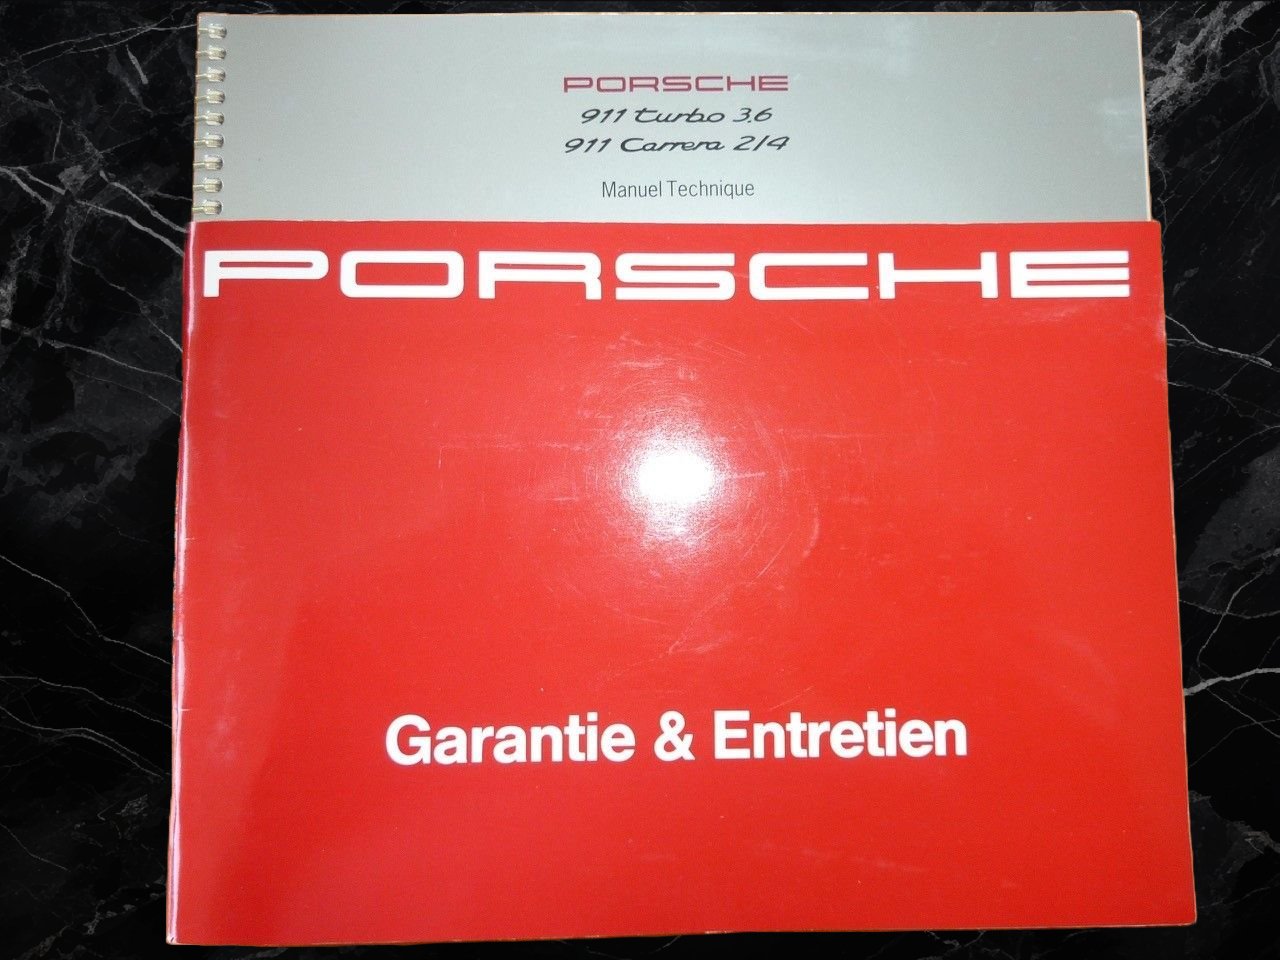 PORSCHE
911 turbo 3.6
911 Carrera 2/4
Manuel Technique
PORSCHE
Garantie & Entretien